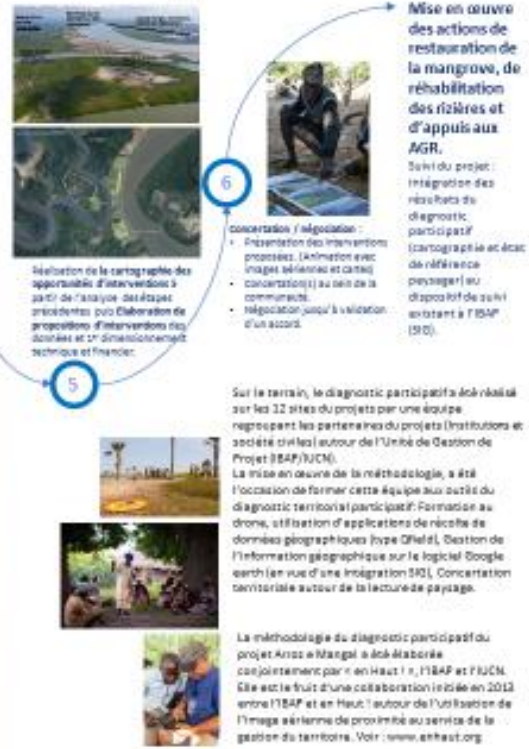 Mise en œuvre
des actions de
restauration de
la mangrove, de
réhabilitation
des rizières et
d'appuis aux
AGR.
Suivi du projet :
intégration des
résultats du
diagnostic
participatif
(cartographie et état
de référence
paysager) au
dispositif de suivi
existant à l'IBAP
(SIG).
6
Concertation / négociation :
• Présentation des interventions
proposées. (Animation avec
images aériennes et cartes)
• Concertation(s) au sein de la
communauté.
• Négociation jusqu'à validation
d'un accord.
Réalisation de la cartographie des
opportunités d'interventions à
partir de l'analyse des étapes
précédentes puis Elaboration de
propositions d'interventions des
données et 1er dimensionnement
technique et financier.
5
Sur le terrain, le diagnostic participatif a été réalisé
sur les 12 sites du projets par une équipe
regroupant les partenaires du projets (Institutions et
société civiles) autour de l'Unité de Gestion de
Projet (IBAP/IUCN).
La mise en œuvre de la méthodologie, a été
l'occasion de former cette équipe aux outils du
diagnostic territorial participatif: Formation au
drone, utilisation d'applications de récolte de
données géographiques (type Qfield), Gestion de
l'information géographique sur le logiciel Google
earth (en vue d'une intégration SIG), Concertation
territoriale autour de la lecture de paysage.
La méthodologie du diagnostic participatif du
projet Arroz e Mangal a été élaborée
conjointement par « en Haut ! », l'IBAP et l'IUCN.
Elle est le fruit d'une collaboration initiée en 2013
entre l'IBAP et en Haut ! autour de l'utilisation de
l'image aérienne de proximité au service de la
gestion du territoire. Voir : www.enhaut.org